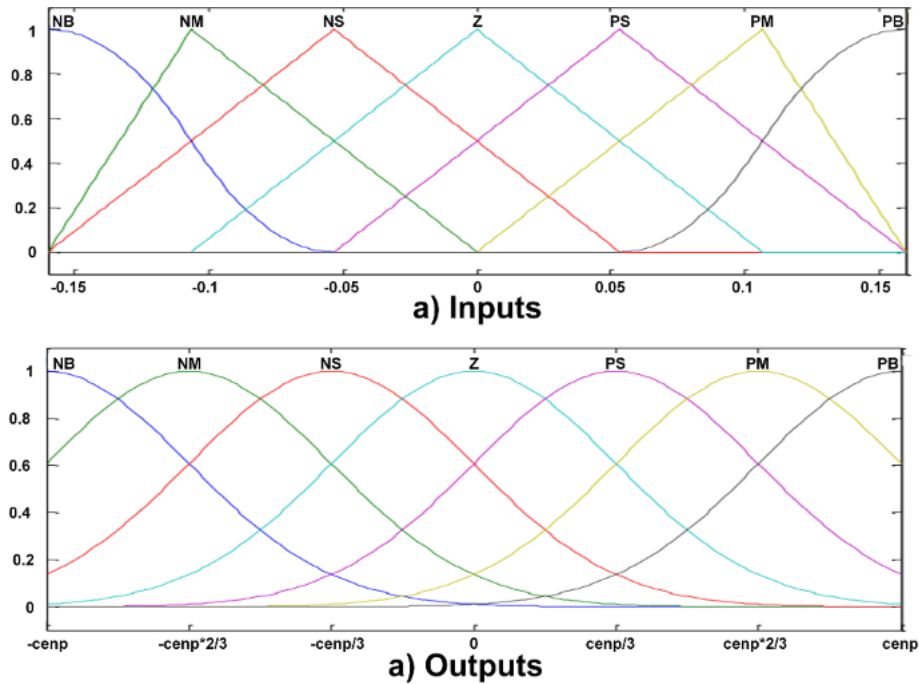 NB NM NS Z PS PM PB
1
0.8
0.6
0.4
0.2
0
-0.15 -0.1 -0.05 0 0.05 0.1 0.15
a) Inputs
NB NM NS Z PS PM PB
1
0.8
0.6
0.4
0.2
0
-cenp -cenp*2/3 -cenp/3 0 cenp/3 cenp*2/3 cenp
a) Outputs